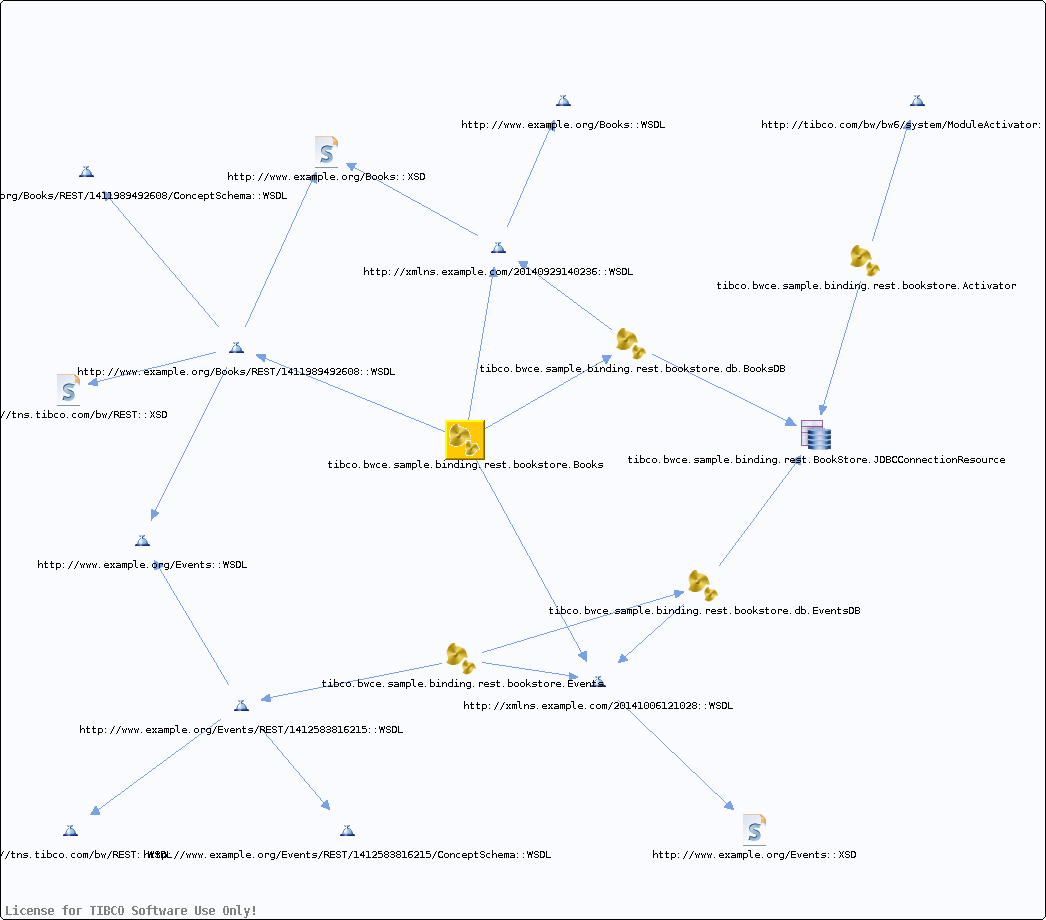 http://www.example.org/Books::WSDL
http://tibco.com/bw/bw6/system/ModuleActivator:
http://www.example.org/Books::XSD
org/Books/REST/1411989492608/ConceptSchema::WSDL
http://xmlns.example.com/20140929140236::WSDL
tibco.bwce.sample.binding.rest.bookstore.Activator
tibco.bwce.sample.binding.rest.bookstore.db.BooksDB
http://www.example.org/Books/REST/1411989492608::WSDL
//tns.tibco.com/bw/REST::XSD
tibco.bwce.sample.binding.rest.bookstore.Books
tibco.bwce.sample.binding.rest.BookStore.JDBCConnectionResource
http://www.example.org/Events::WSDL
tibco.bwce.sample.binding.rest.bookstore.db.EventsDB
tibco.bwce.sample.binding.rest.bookstore.Events
http://xmlns.example.com/20141006121028::WSDL
http://www.example.org/Events/REST/1412583816215::WSDL
//tns.tibco.com/bw/REST::WSDL
http://www.example.org/Events/REST/1412583816215/ConceptSchema::WSDL
http://www.example.org/Events::XSD
License for TIBCO Software Use Only!